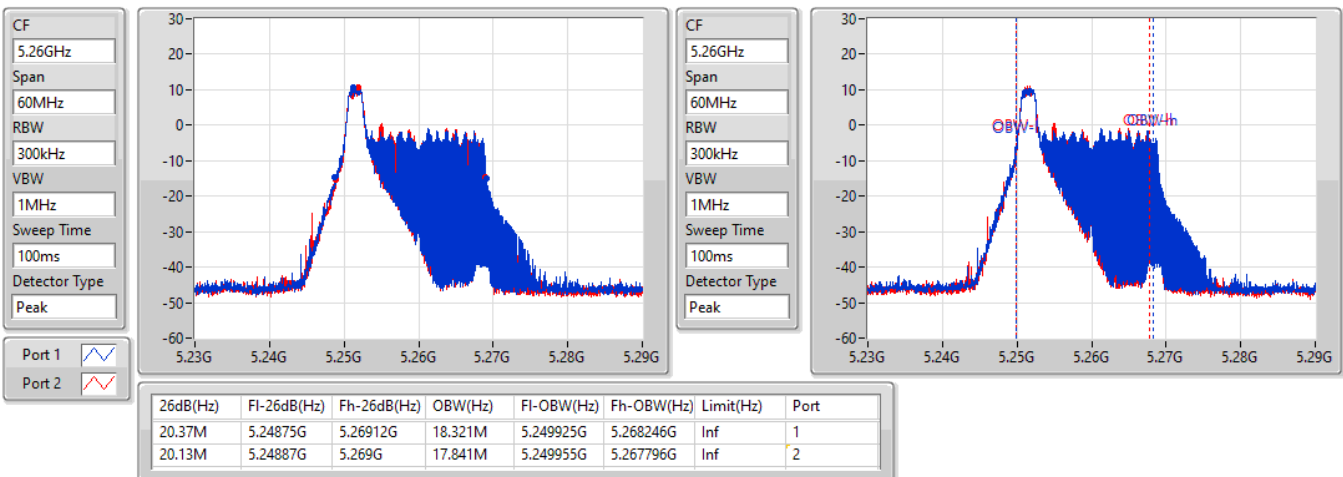 CF
5.26GHz
Span
60MHz
RBW
300kHz
VBW
1MHz
Sweep Time
100ms
Detector Type
Peak
Port 1
Port 2
30
20
10
0
-10
-20
-30
-40
-50
-60
5.23G 5.24G 5.25G 5.26G 5.27G 5.28G 5.29G
CF
5.26GHz
Span
60MHz
RBW
300kHz
VBW
1MHz
Sweep Time
100ms
Detector Type
Peak
30
20
10
0
-10
-20
-30
-40
-50
-60
OBW-l OBW-h
5.23G 5.24G 5.25G 5.26G 5.27G 5.28G 5.29G
26dB(Hz) Fl-26dB(Hz) Fh-26dB(Hz) OBW(Hz) Fl-OBW(Hz) Fh-OBW(Hz) Limit(Hz) Port
20.37M 5.24875G 5.26912G 18.321M 5.249925G 5.268246G Inf 1
20.13M 5.24887G 5.269G 17.841M 5.249955G 5.267796G Inf 2